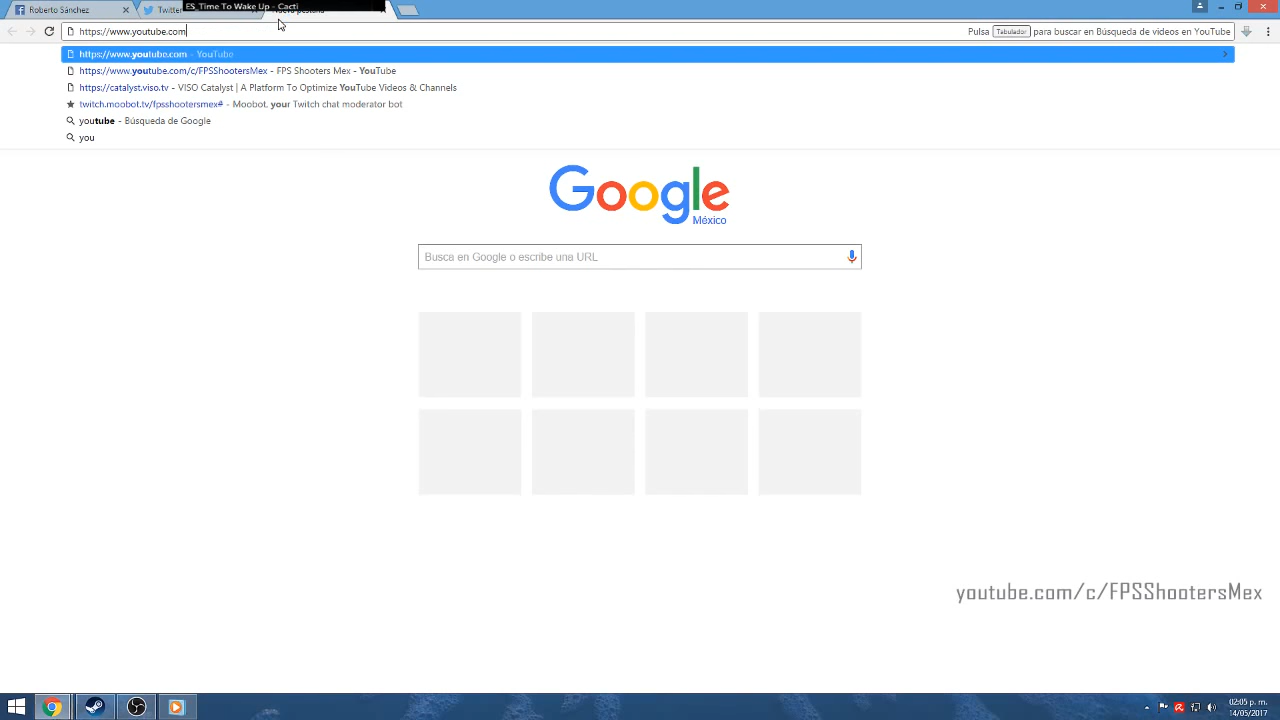 ES_Time To Wake Up - Cacti
Roberto Sánchez
Twitter
https://www.youtube.com
Pulsa Tabulador para buscar en Búsqueda de videos en YouTube
https://www.youtube.com - YouTube
https://www.youtube.com/c/FPSShootersMex - FPS Shooters Mex - YouTube
https://catalyst.viso.tv - VISO Catalyst | A Platform To Optimize YouTube Videos & Channels
twitch.moobot.tv/fpsshootersmex# - Moobot, your Twitch chat moderator bot
youtube - Búsqueda de Google
you
Google
México
Busca en Google o escribe una URL
youtube.com/c/FPSShootersMex
02:05 p. m.
14/05/2017